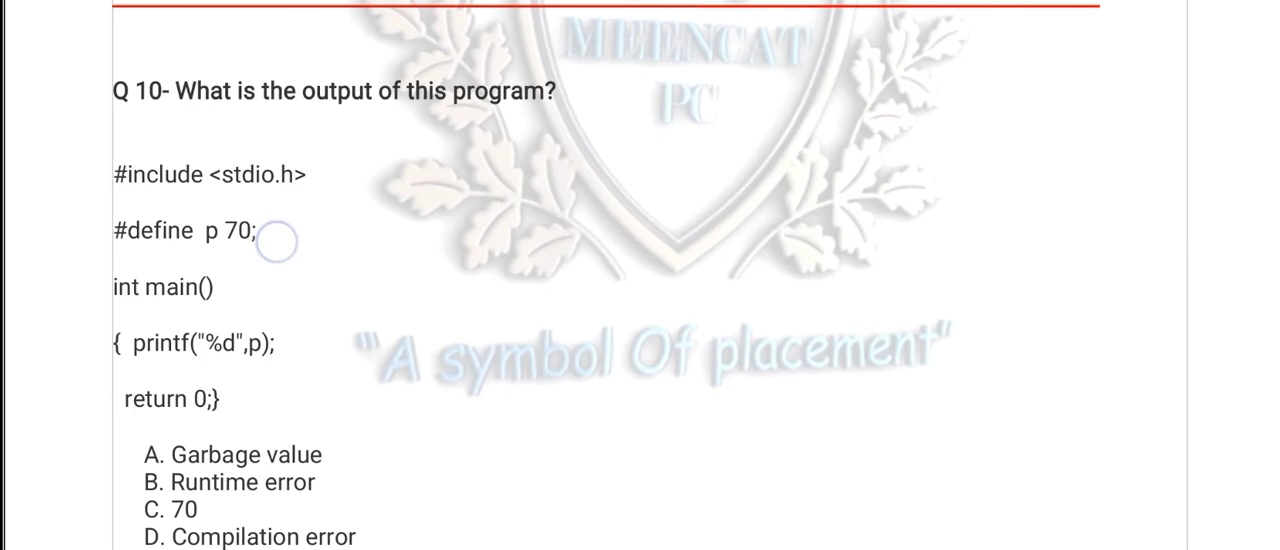 MEENCAT
PC
Q 10- What is the output of this program?
#include <stdio.h>
#define  p 70;
int main()
{  printf("%d",p);
"A symbol Of placement"
return 0;}
A. Garbage value
B. Runtime error
C. 70
D. Compilation error